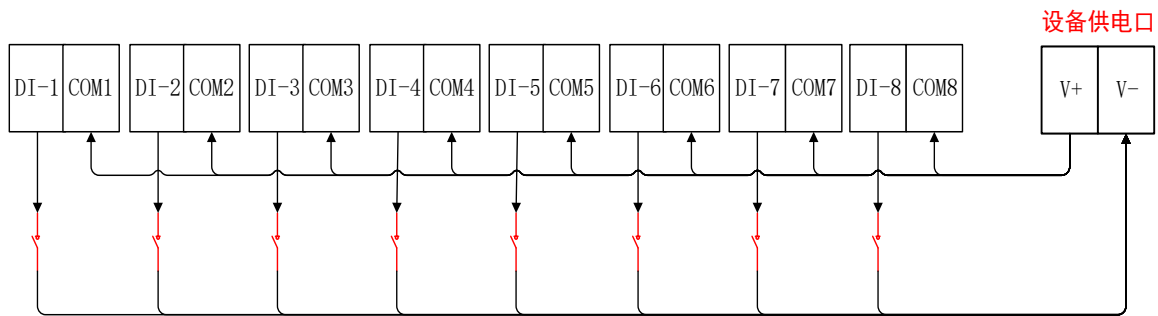 设备供电口
DI-1 COM1 DI-2 COM2 DI-3 COM3 DI-4 COM4 DI-5 COM5 DI-6 COM6 DI-7 COM7 DI-8 COM8 V+ V-